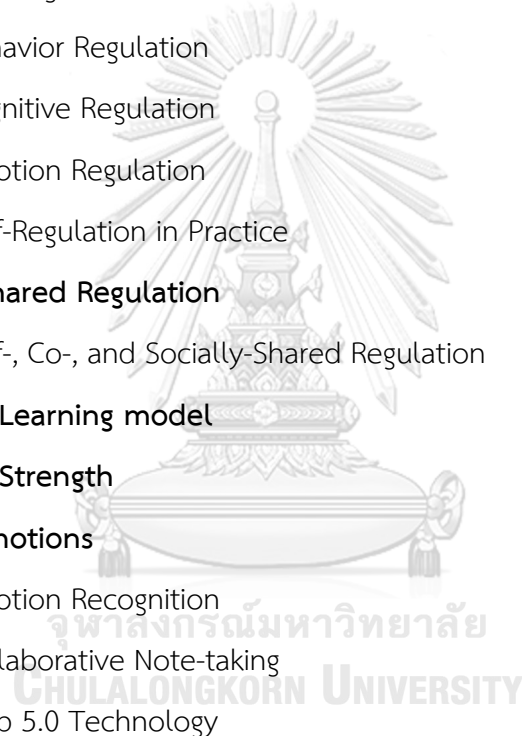 havior Regulation
gnitive Regulation
otion Regulation
f-Regulation in Practice
hared Regulation
f-, Co-, and Socially-Shared Regulation
Learning model
Strength
notions
otion Recognition
จุฬาลงกรณ์มหาวิทยาลัย
llaborative Note-taking
CHULALONGKORN UNIVERSITY
b 5.0 Technology